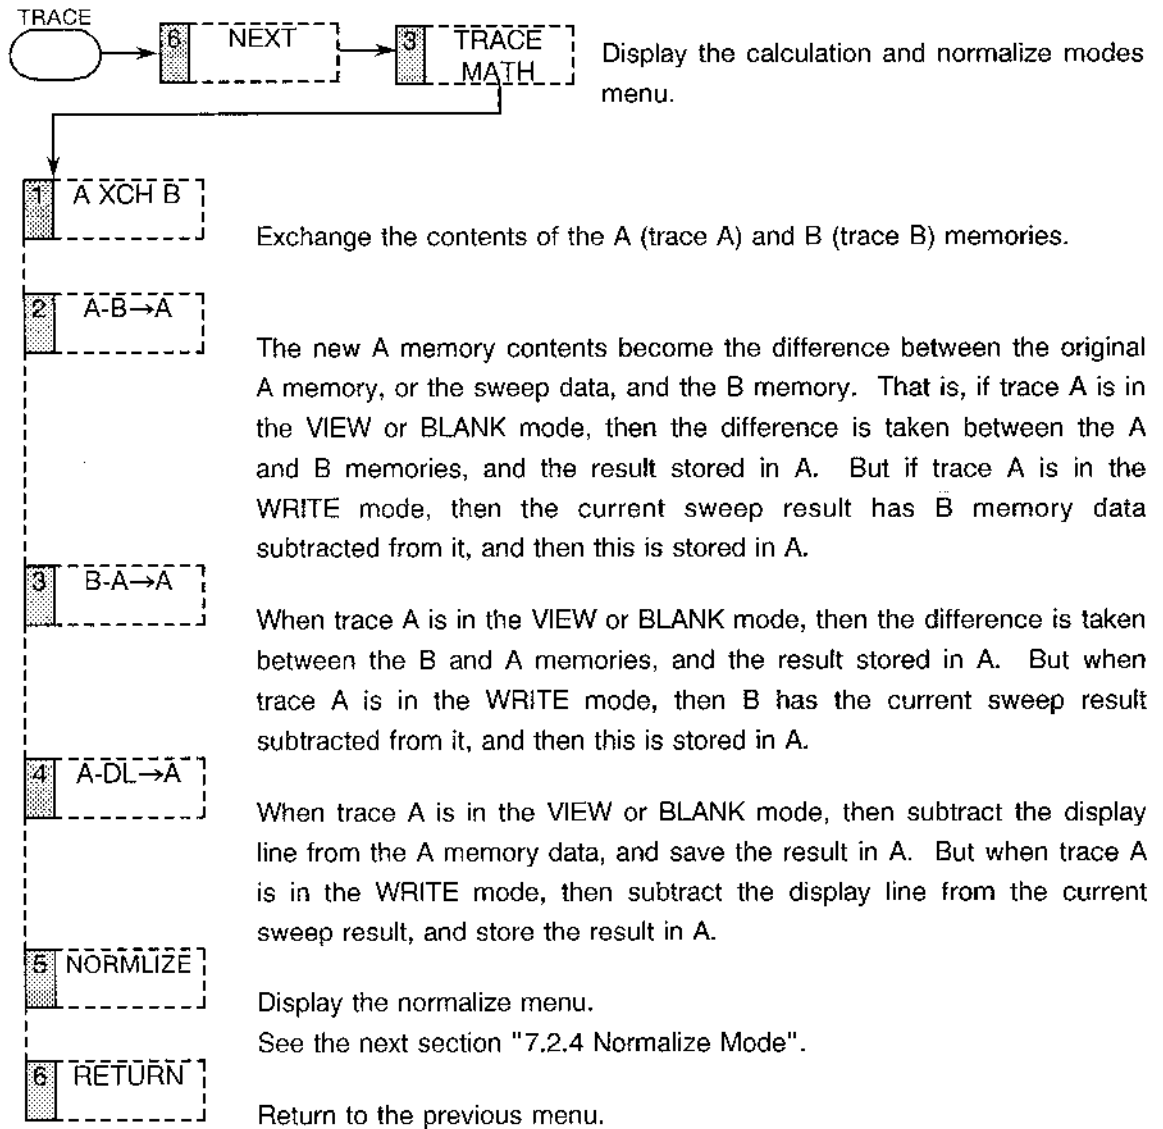 TRACE
6 NEXT
3 TRACE
MATH
Display the calculation and normalize modes
menu.
1 A XCH B
Exchange the contents of the A (trace A) and B (trace B) memories.
2 A-B→A
The new A memory contents become the difference between the original
A memory, or the sweep data, and the B memory. That is, if trace A is in
the VIEW or BLANK mode, then the difference is taken between the A
and B memories, and the result stored in A. But if trace A is in the
WRITE mode, then the current sweep result has B memory data
subtracted from it, and then this is stored in A.
3 B-A→A
When trace A is in the VIEW or BLANK mode, then the difference is taken
between the B and A memories, and the result stored in A. But when
trace A is in the WRITE mode, then B has the current sweep result
subtracted from it, and then this is stored in A.
4 A-DL→A
When trace A is in the VIEW or BLANK mode, then subtract the display
line from the A memory data, and save the result in A. But when trace A
is in the WRITE mode, then subtract the display line from the current
sweep result, and store the result in A.
5 NORMLIZE
Display the normalize menu.
See the next section "7.2.4 Normalize Mode".
6 RETURN
Return to the previous menu.